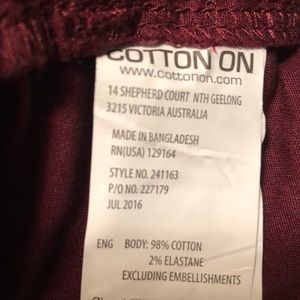 COTTON ON
www.cottonon.com
14 SHEPHERD COURT NTH GEELONG
3215 VICTORIA AUSTRALIA
MADE IN BANGLADESH
RN(USA) 129164
STYLE NO. 241163
P/O NO. 227179
JUL 2016
ENG BODY: 98% COTTON
2% ELASTANE
EXCLUDING EMBELLISHMENTS